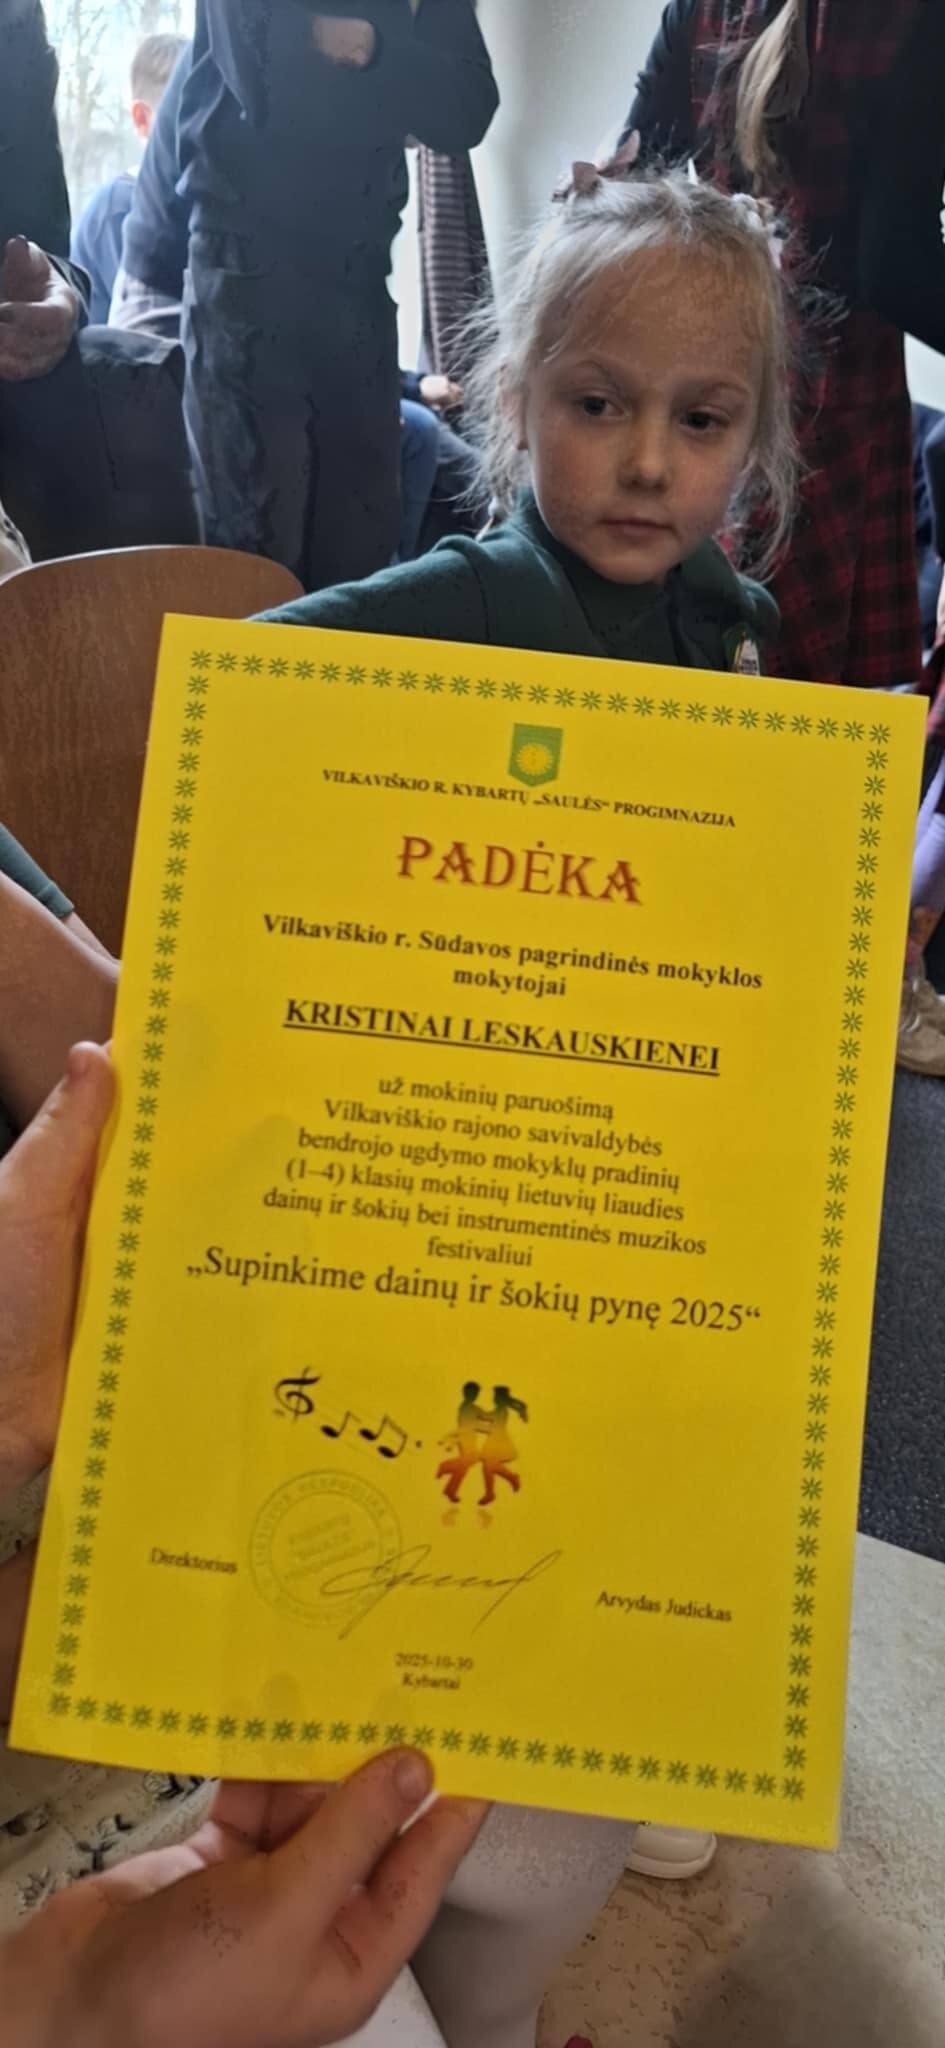 VILKAVIŠKIO R. KYBARTŲ „SAULĖS“ PROGIMNAZIJA
PADĖKA
Vilkaviškio r. Sūdavos pagrindinės mokyklos
mokytojai
KRISTINAI LESKAUSKIENEI
už mokinių paruošimą
Vilkaviškio rajono savivaldybės
bendrojo ugdymo mokyklų pradinių
(1–4) klasių mokinių lietuvių liaudies
dainų ir šokių bei instrumentinės muzikos
festivaliui
„Supinkime dainų ir šokių pynę 2025“
Direktorius
Arvydas Judickas
2025-10-30
Kybartai